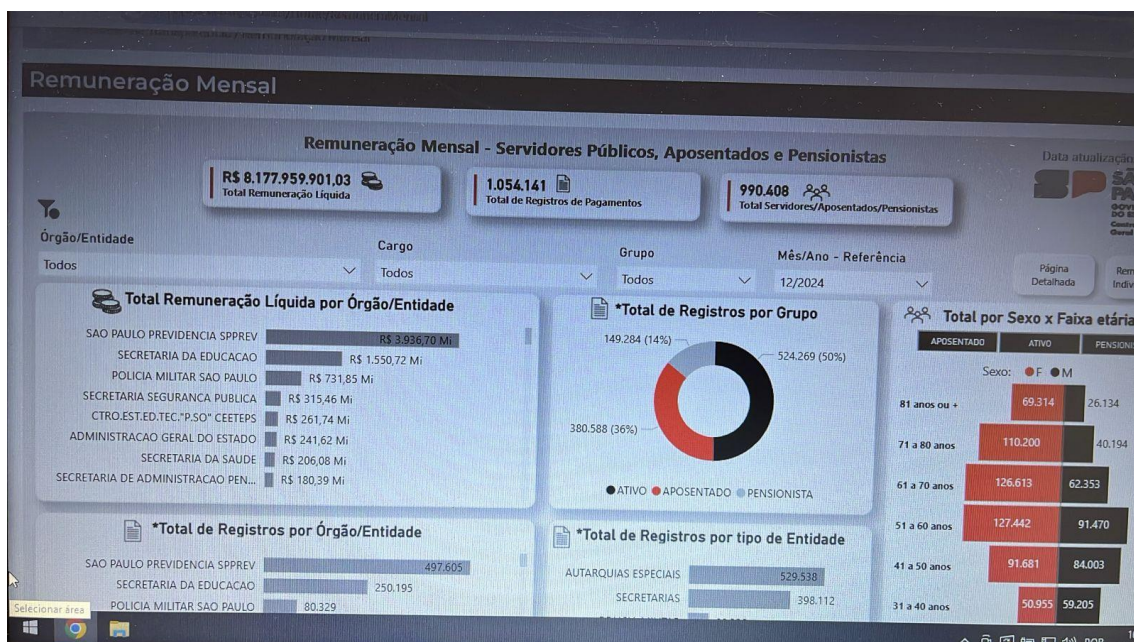 Remuneração Mensal
Remuneração Mensal - Servidores Públicos, Aposentados e Pensionistas
Data atualização
R$ 8.177.959.901,03
Total Remuneração Líquida
1.054.141
Total de Registros de Pagamentos
990.408
Total Servidores/Aposentados/Pensionistas
SP
SÃO
Órgão/Entidade
Todos
Cargo
Todos
Grupo
Todos
Mês/Ano - Referência
12/2024
Página
Detalhada
Rem
Total Remuneração Líquida por Órgão/Entidade
SAO PAULO PREVIDENCIA SPPREV R$ 3.936,70 Mi
SECRETARIA DA EDUCACAO R$ 1.550,72 Mi
POLICIA MILITAR SAO PAULO R$ 731,85 Mi
SECRETARIA SEGURANCA PUBLICA R$ 315,46 Mi
CTRO.EST.ED.TEC."P.SO" CEETEPS R$ 261,74 Mi
ADMINISTRACAO GERAL DO ESTADO R$ 241,62 Mi
SECRETARIA DA SAUDE R$ 206,08 Mi
SECRETARIA DE ADMINISTRACAO PEN... R$ 180,39 Mi
*Total de Registros por Grupo
149.284 (14%)
524.269 (50%)
380.588 (36%)
ATIVO APOSENTADO PENSIONISTA
Total por Sexo x Faixa etária
APOSENTADO ATIVO PENSIONIS
Sexo: F M
81 anos ou + 69.314 26.134
71 a 80 anos 110.200 40.194
61 a 70 anos 126.613 62.353
51 a 60 anos 127.442 91.470
41 a 50 anos 91.681 84.003
31 a 40 anos 50.955 59.205
*Total de Registros por Órgão/Entidade
SAO PAULO PREVIDENCIA SPPREV 497.605
SECRETARIA DA EDUCACAO 250.195
POLICIA MILITAR SAO PAULO 80.329
*Total de Registros por tipo de Entidade
AUTARQUIAS ESPECIAIS 529.538
SECRETARIAS 398.112
Selecionar área